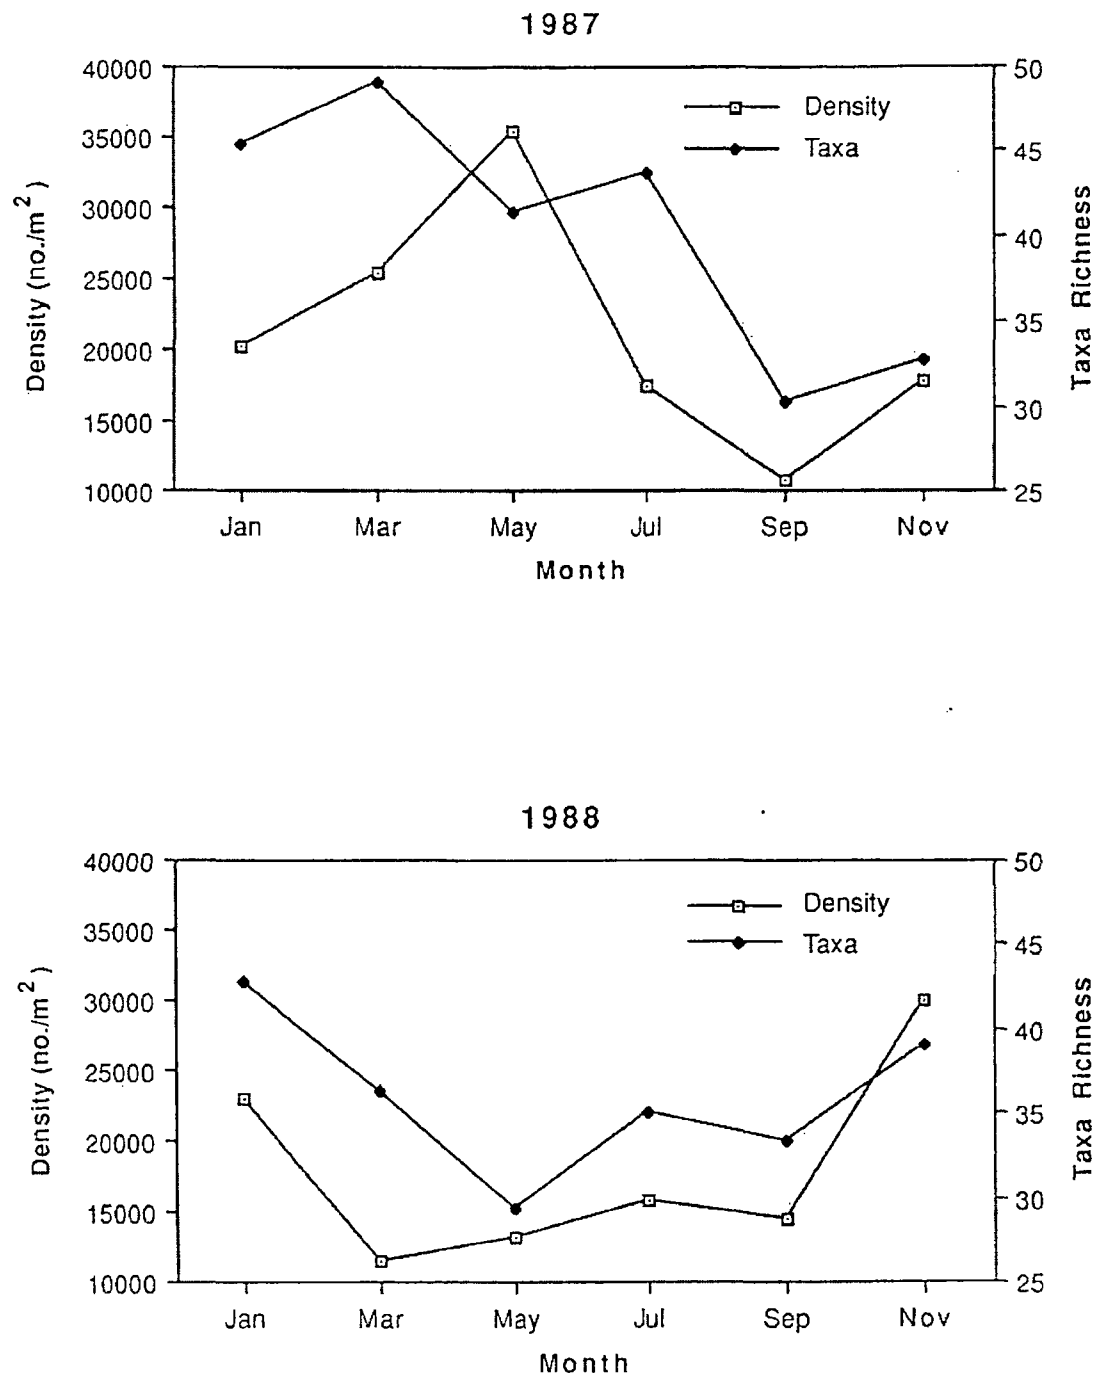 1987
Density
Taxa
40000
35000
30000
25000
20000
15000
10000
Density (no./m²)
50
45
40
35
30
25
Taxa Richness
Jan Mar May Jul Sep Nov
Month
1988
Density
Taxa
40000
35000
30000
25000
20000
15000
10000
Density (no./m²)
50
45
40
35
30
25
Taxa Richness
Jan Mar May Jul Sep Nov
Month